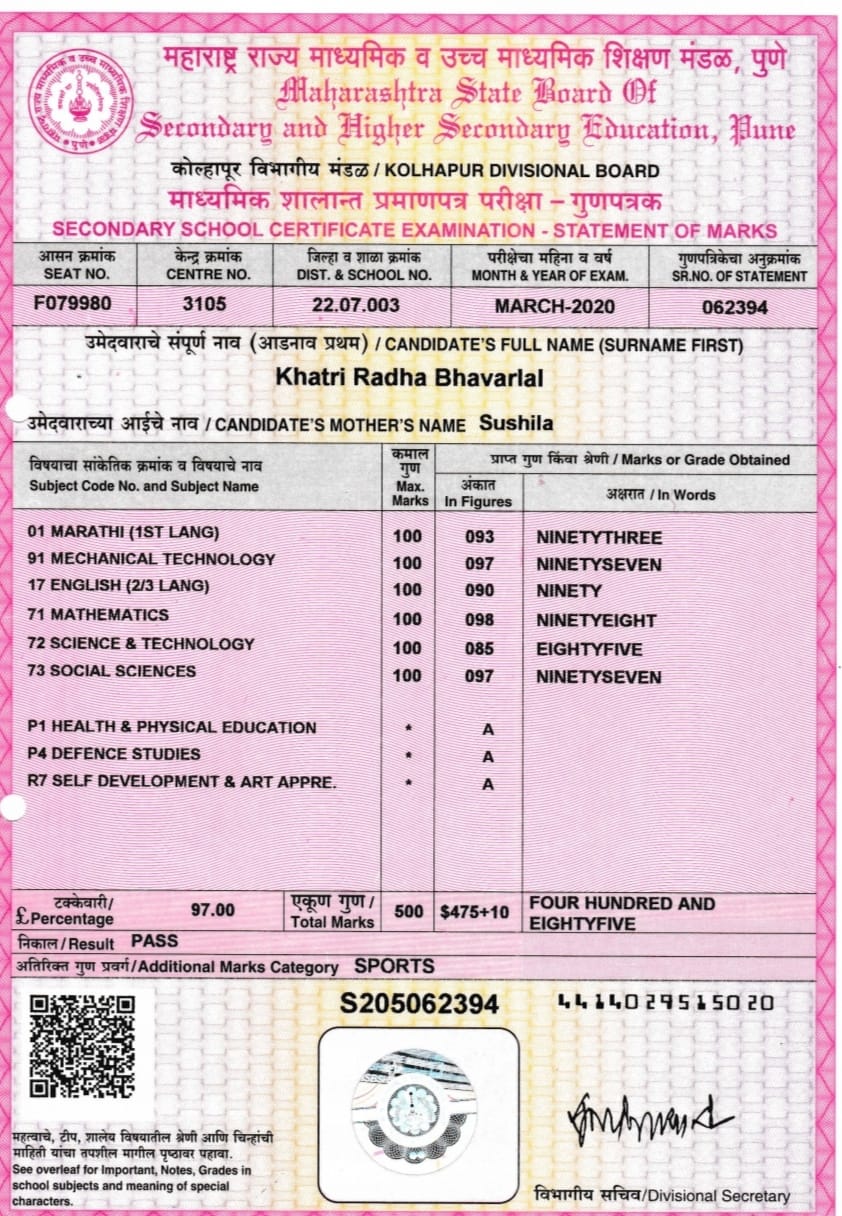 महाराष्ट्र राज्य माध्यमिक व उच्च माध्यमिक शिक्षण मंडळ, पुणे
Maharashtra State Board Of
Secondary and Higher Secondary Education, Pune
कोल्हापूर विभागीय मंडळ / KOLHAPUR DIVISIONAL BOARD
माध्यमिक शालान्त प्रमाणपत्र परीक्षा – गुणपत्रक
SECONDARY SCHOOL CERTIFICATE EXAMINATION - STATEMENT OF MARKS
आसन क्रमांक केन्द्र क्रमांक जिल्हा व शाळा क्रमांक परीक्षेचा महिना व वर्ष गुणपत्रिकेचा अनुक्रमांक
SEAT NO. CENTRE NO. DIST. & SCHOOL NO. MONTH & YEAR OF EXAM. SR.NO. OF STATEMENT
F079980 3105 22.07.003 MARCH-2020 062394
उमेदवाराचे संपूर्ण नाव (आडनाव प्रथम) / CANDIDATE'S FULL NAME (SURNAME FIRST)
Khatri Radha Bhavarlal
उमेदवाराच्या आईचे नाव / CANDIDATE'S MOTHER'S NAME Sushila
विषयाचा सांकेतिक क्रमांक व विषयाचे नाव
Subject Code No. and Subject Name
कमाल
गुण
Max.
Marks
प्राप्त गुण किंवा श्रेणी / Marks or Grade Obtained
अंकात
In Figures
अक्षरात / In Words
01 MARATHI (1ST LANG) 100 093 NINETYTHREE
91 MECHANICAL TECHNOLOGY 100 097 NINETYSEVEN
17 ENGLISH (2/3 LANG) 100 090 NINETY
71 MATHEMATICS 100 098 NINETYEIGHT
72 SCIENCE & TECHNOLOGY 100 085 EIGHTYFIVE
73 SOCIAL SCIENCES 100 097 NINETYSEVEN
P1 HEALTH & PHYSICAL EDUCATION * A
P4 DEFENCE STUDIES * A
R7 SELF DEVELOPMENT & ART APPRE. * A
टक्केवारी/
£ Percentage
97.00
एकूण गुण /
Total Marks
500 $475+10
FOUR HUNDRED AND
EIGHTYFIVE
निकाल / Result PASS
अतिरिक्त गुण प्रवर्ग/Additional Marks Category SPORTS
S205062394
4414029515020
महत्वाचे, टीप, शालेय विषयातील श्रेणी आणि चिन्हांची
माहिती यांचा तपशील मागील पृष्ठावर पहावा.
See overleaf for Important, Notes, Grades in
school subjects and meaning of special
characters.
विभागीय सचिव/Divisional Secretary